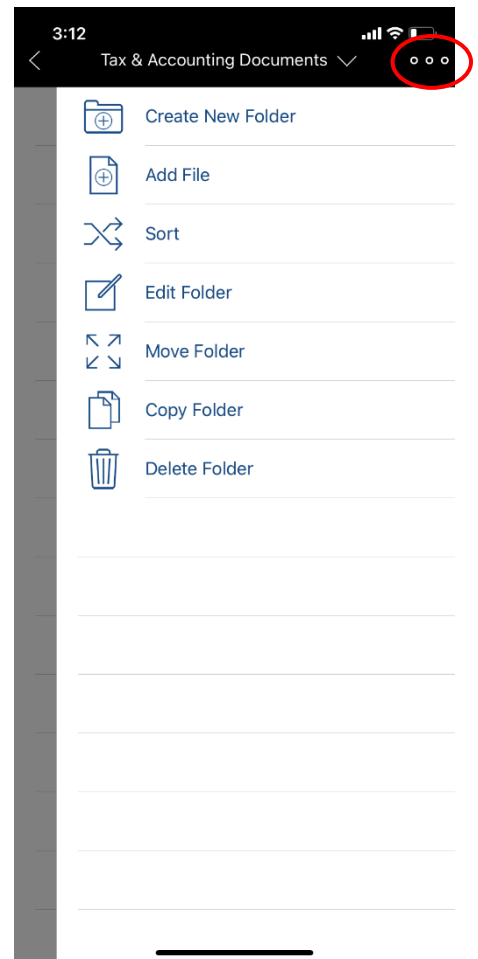 3:12
Tax & Accounting Documents
Create New Folder
Add File
Sort
Edit Folder
Move Folder
Copy Folder
Delete Folder